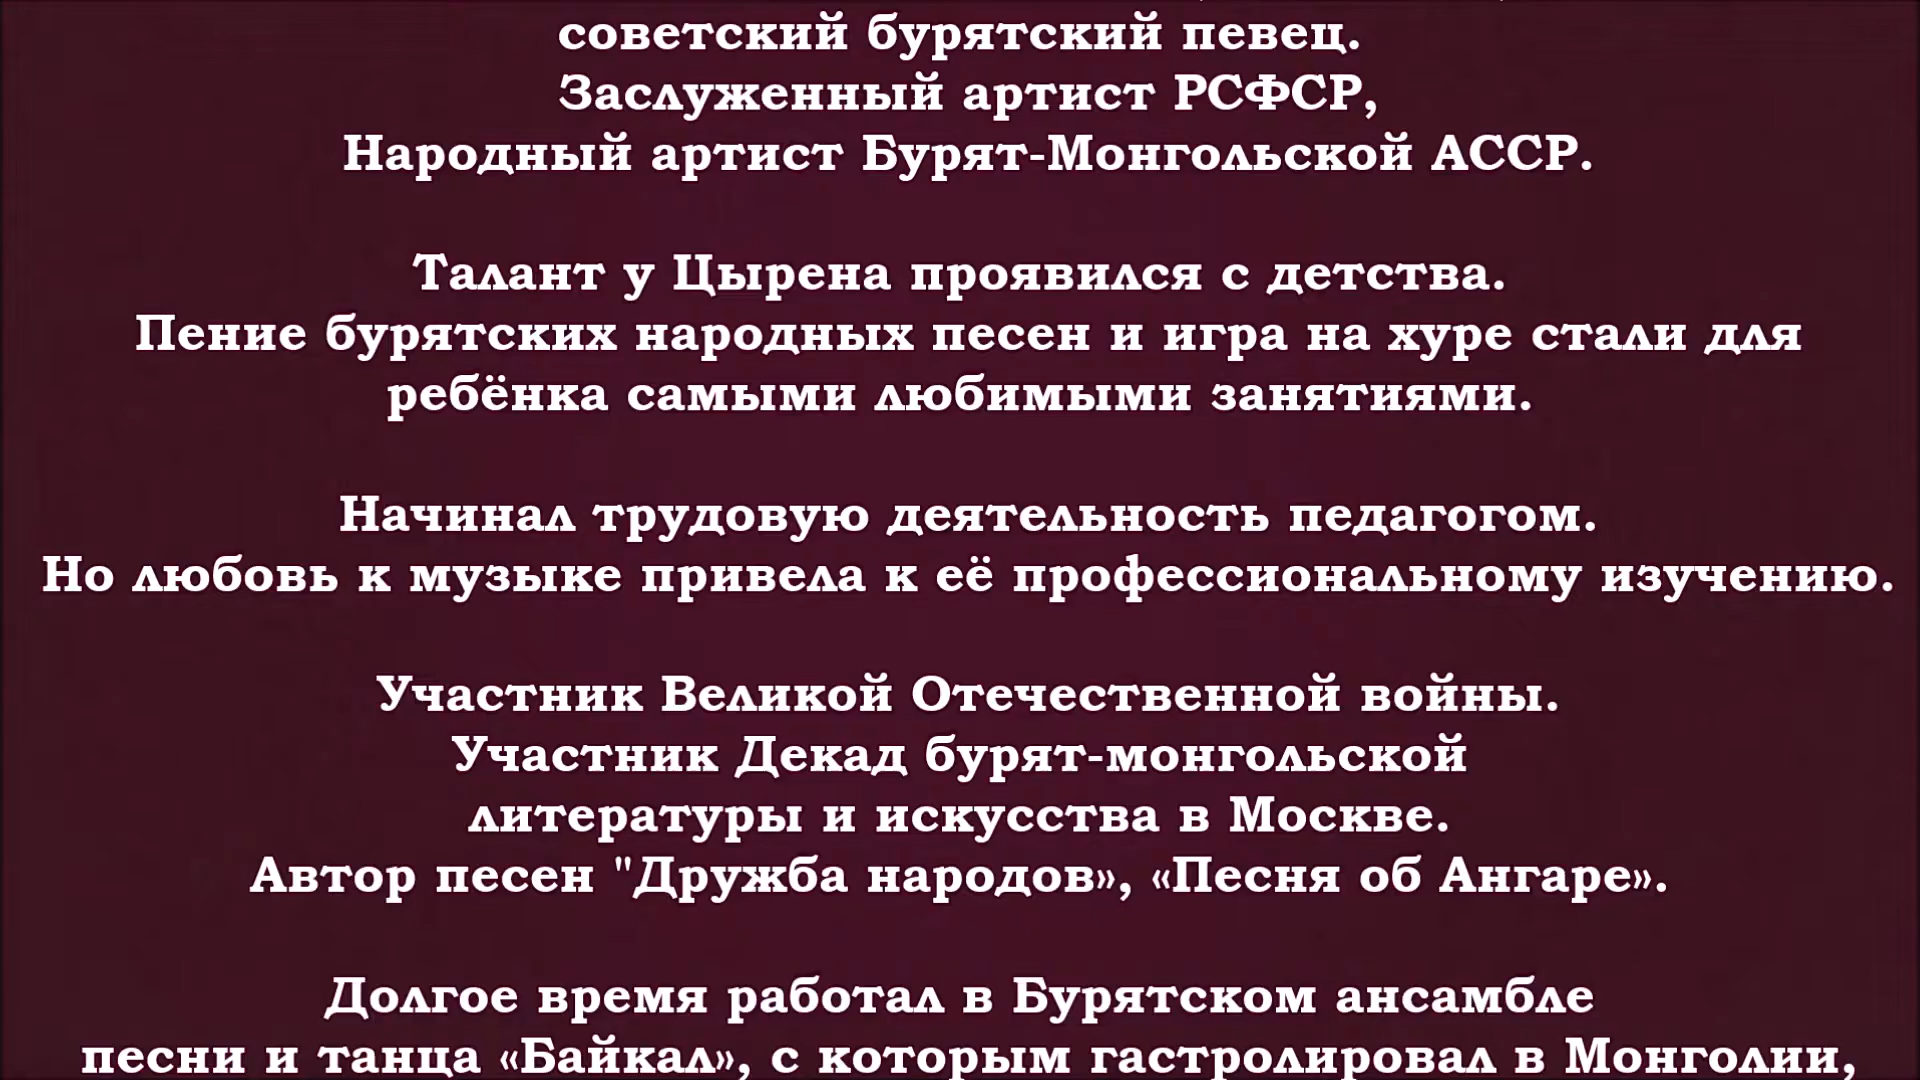 советский бурятский певец.
Заслуженный артист РСФСР,
Народный артист Бурят-Монгольской АССР.
Талант у Цырена проявился с детства.
Пение бурятских народных песен и игра на хуре стали для
ребёнка самыми любимыми занятиями.
Начинал трудовую деятельность педагогом.
Но любовь к музыке привела к её профессиональному изучению.
Участник Великой Отечественной войны.
Участник Декад бурят-монгольской
литературы и искусства в Москве.
Автор песен "Дружба народов», «Песня об Ангаре».
Долгое время работал в Бурятском ансамбле
песни и танца «Байкал», с которым гастролировал в Монголии,